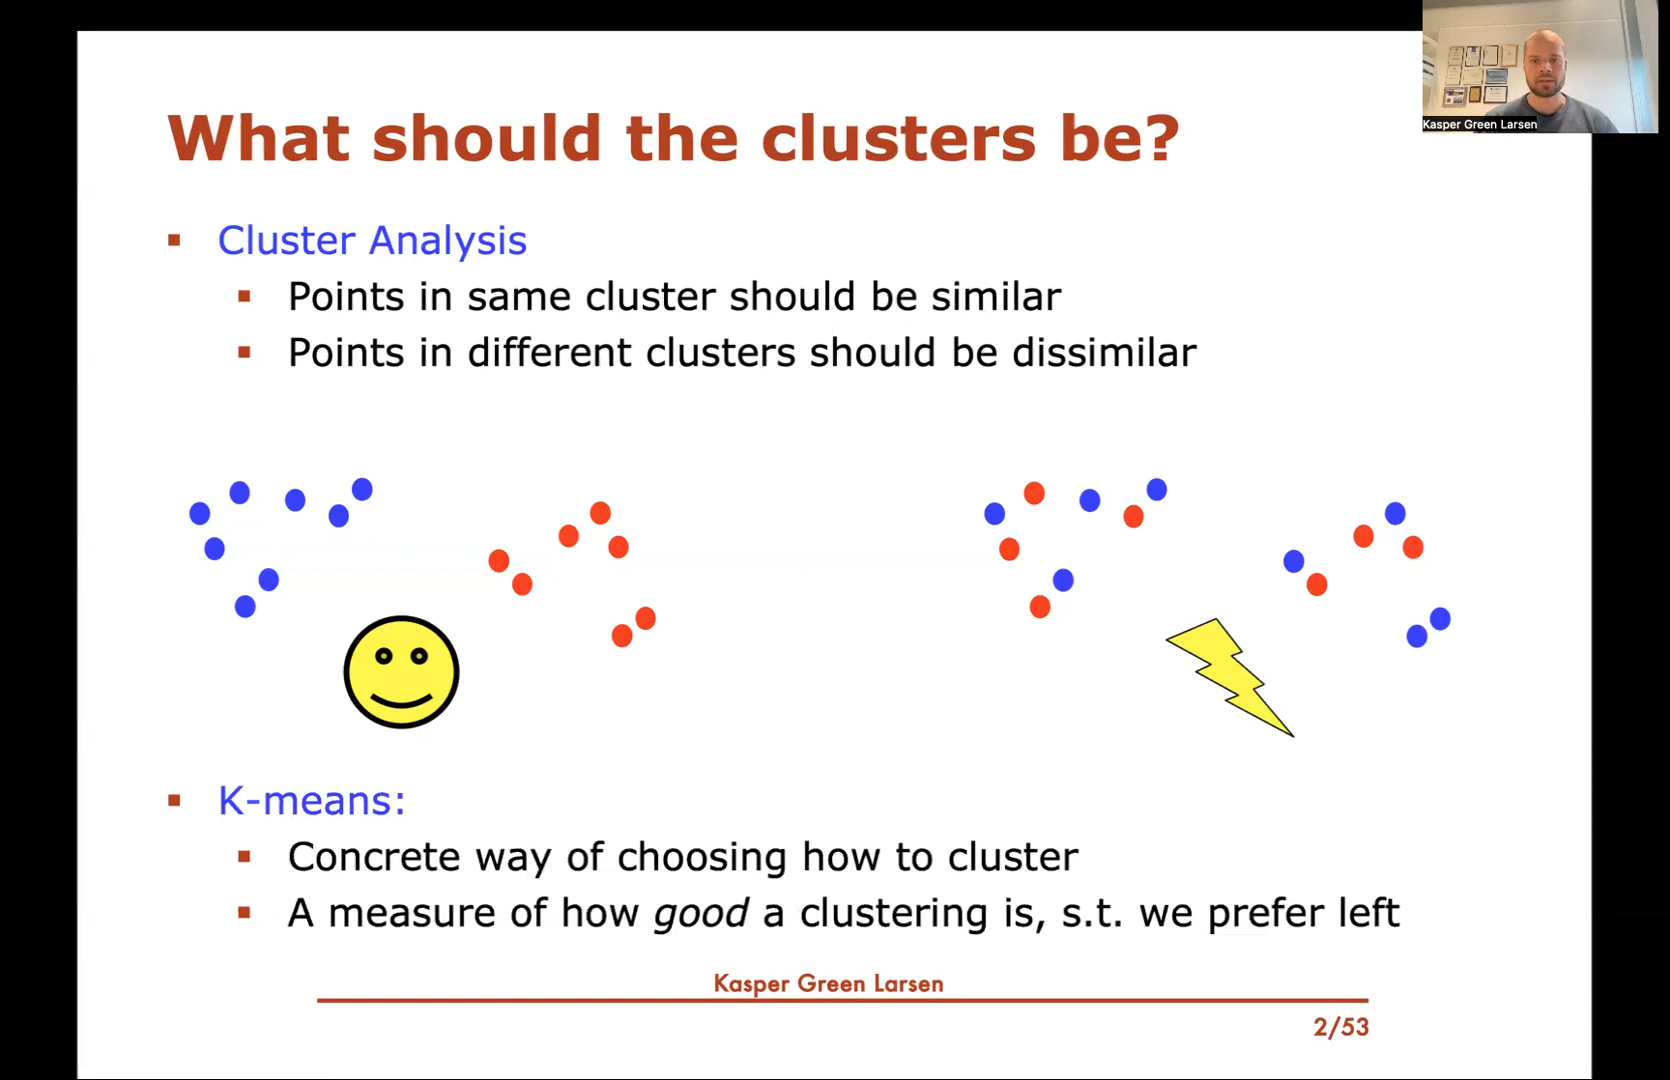 Kasper Green Larsen
What should the clusters be?
Cluster Analysis
Points in same cluster should be similar
Points in different clusters should be dissimilar
K-means:
Concrete way of choosing how to cluster
A measure of how good a clustering is, s.t. we prefer left
Kasper Green Larsen
2/53